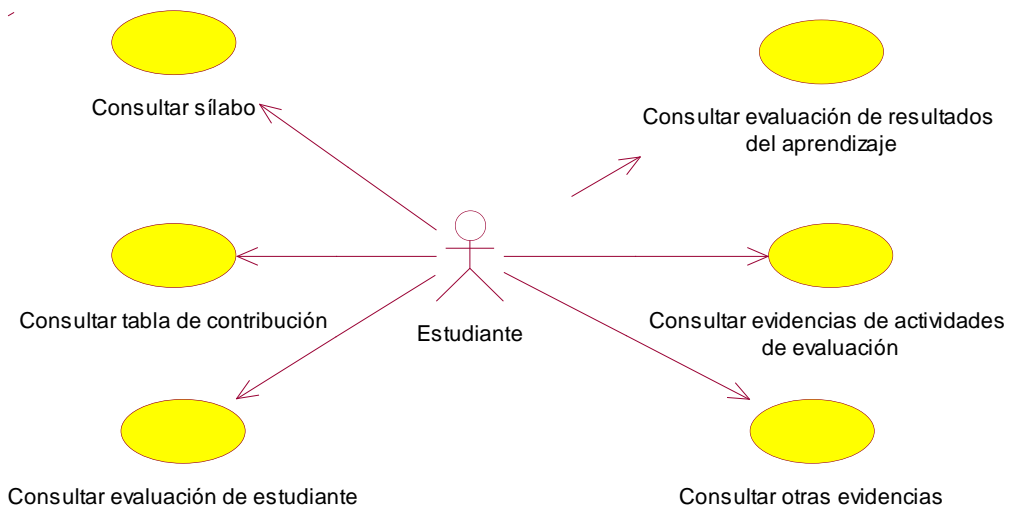 Consultar sílabo
Consultar evaluación de resultados
del aprendizaje
Consultar tabla de contribución
Estudiante
Consultar evidencias de actividades
de evaluación
Consultar evaluación de estudiante
Consultar otras evidencias